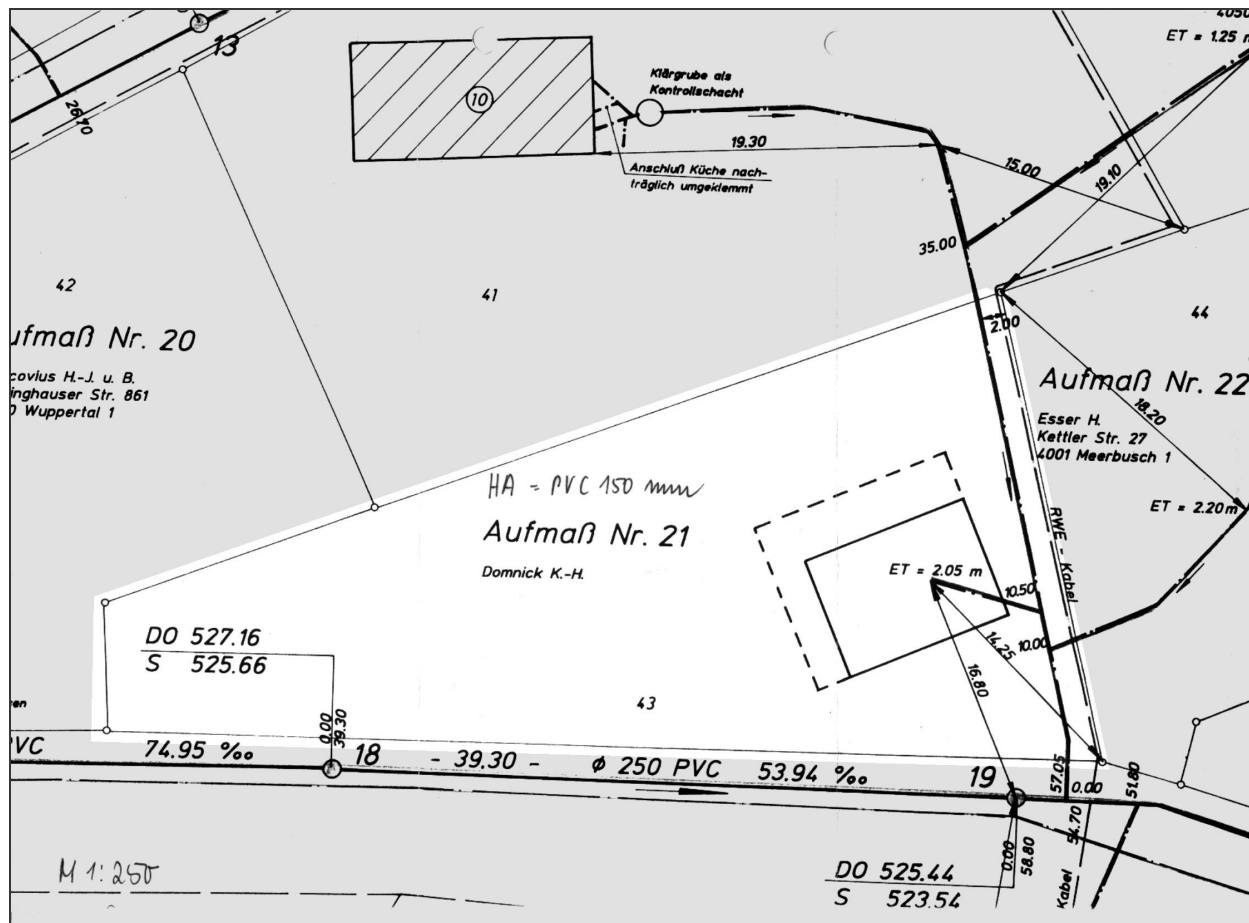 4050
ET = 1.25 m
13
Klärgrube als
Kontrollschacht
10
26.70
19.30
Anschluß Küche nach-
träglich umgeklemmt
15.00
19.10
35.00
42
41
2.00
44
ufmaß Nr. 20
covius H.-J. u. B.
inghauser Str. 861
0 Wuppertal 1
Aufmaß Nr. 22
18.20
Esser H.
Kettler Str. 27
4001 Meerbusch 1
HA = PVC 150 mm
ET = 2.20 m
Aufmaß Nr. 21
RWE - Kabel
Domnick K.-H.
ET = 2.05 m
10.50
14.25
10.00
16.80
DO 527.16
S 525.66
43
en
0.00
39.30
VC 74.95 ‰ 18 - 39.30 - ϕ 250 PVC 53.94 ‰ 19
57.05
0.00
51.80
54.70
0.00
58.80
M 1:250
DO 525.44
S 523.54
Kabel